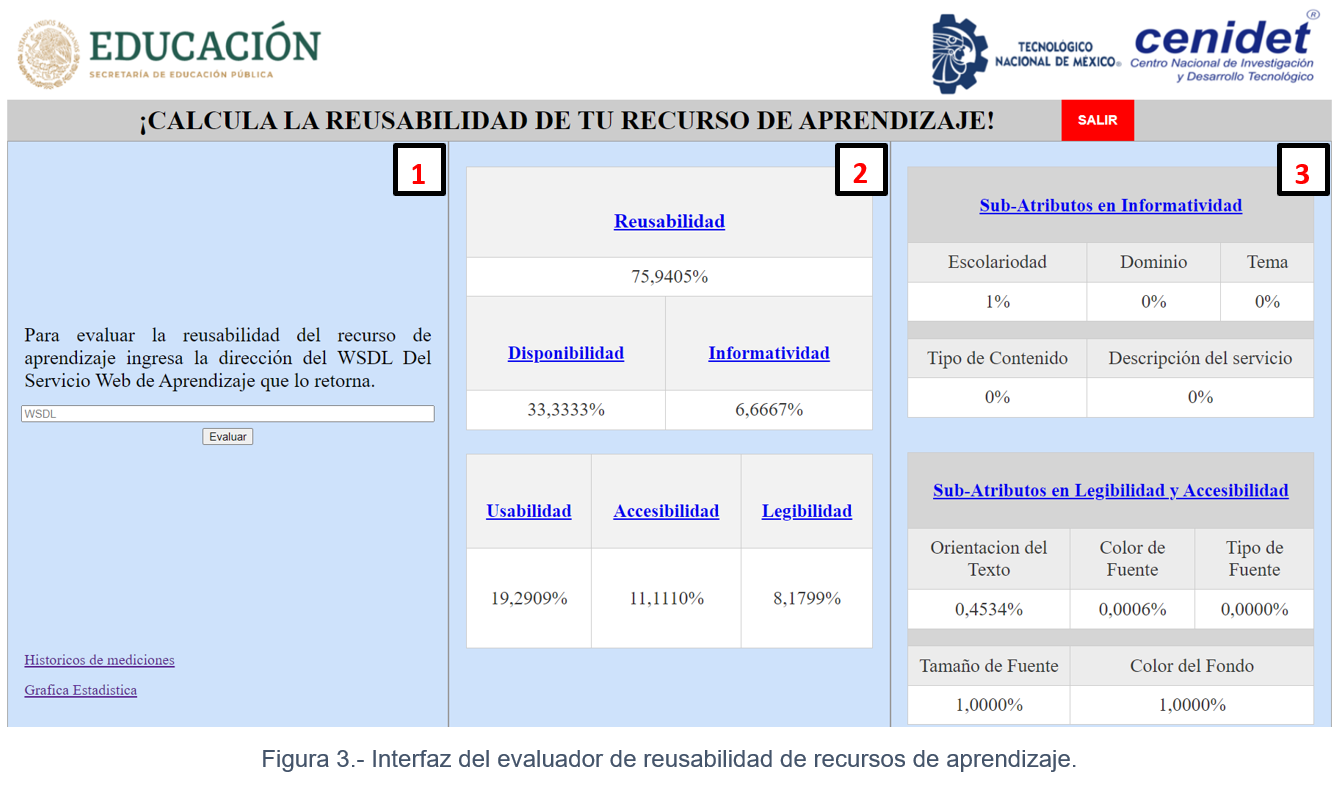 EDUCACIÓN
SECRETARÍA DE EDUCACIÓN PÚBLICA
TECNOLÓGICO
NACIONAL DE MÉXICO®
cenidet®
Centro Nacional de Investigación
y Desarrollo Tecnológico
¡CALCULA LA REUSABILIDAD DE TU RECURSO DE APRENDIZAJE!
SALIR
1
Para evaluar la reusabilidad del recurso de
aprendizaje ingresa la dirección del WSDL Del
Servicio Web de Aprendizaje que lo retorna.
WSDL
Evaluar
Historicos de mediciones
Grafica Estadistica
2
Reusabilidad
75,9405%
Disponibilidad Informatividad
33,3333% 6,6667%
Usabilidad Accesibilidad Legibilidad
19,2909% 11,1110% 8,1799%
3
Sub-Atributos en Informatividad
Escolariodad Dominio Tema
1% 0% 0%
Tipo de Contenido Descripción del servicio
0% 0%
Sub-Atributos en Legibilidad y Accesibilidad
Orientacion del Color de Tipo de
Texto Fuente Fuente
0,4534% 0,0006% 0,0000%
Tamaño de Fuente Color del Fondo
1,0000% 1,0000%
Figura 3.- Interfaz del evaluador de reusabilidad de recursos de aprendizaje.